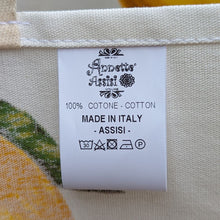 Annette
Assisi
100% COTONE - COTTON
MADE IN ITALY
- ASSISI -